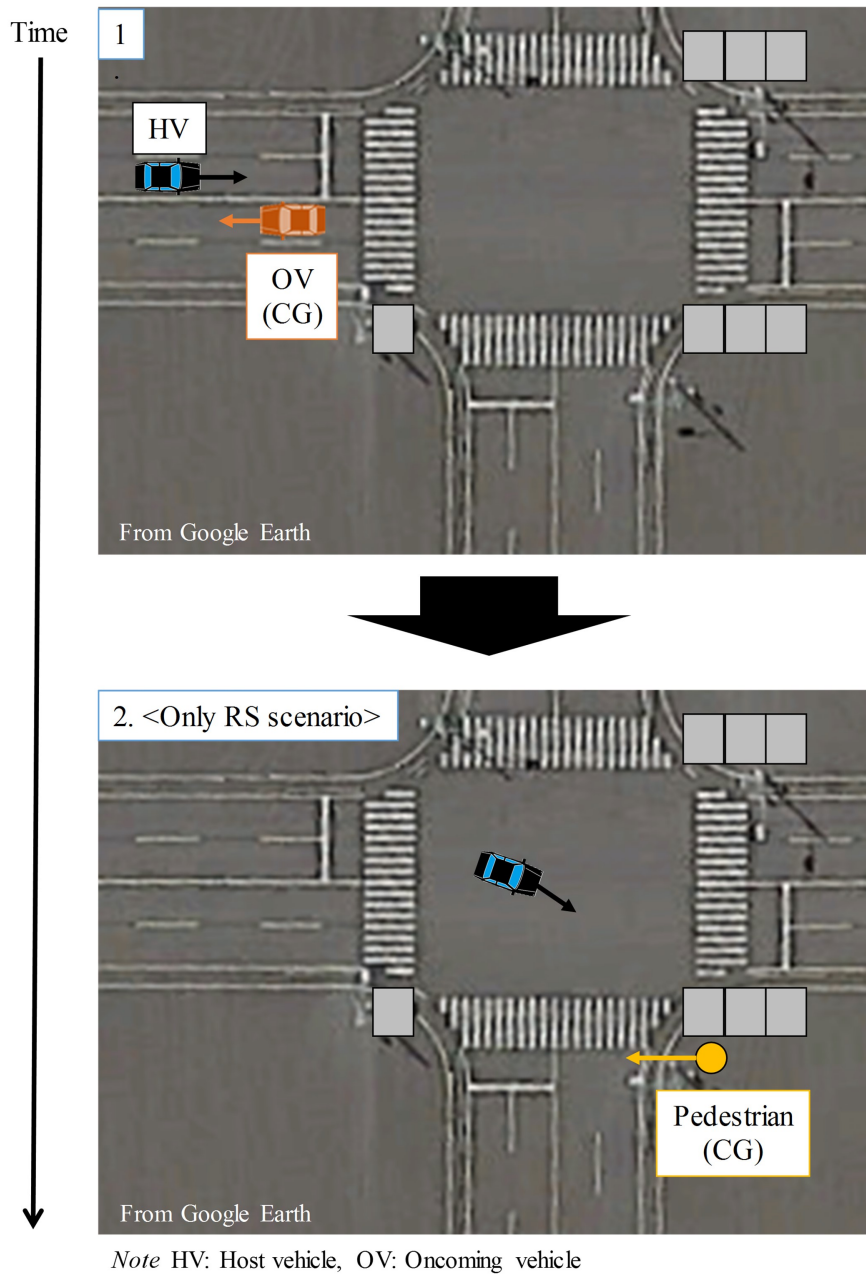 Time
1
HV
OV
(CG)
From Google Earth
2. <Only RS scenario>
Pedestrian
(CG)
From Google Earth
Note HV: Host vehicle, OV: Oncoming vehicle